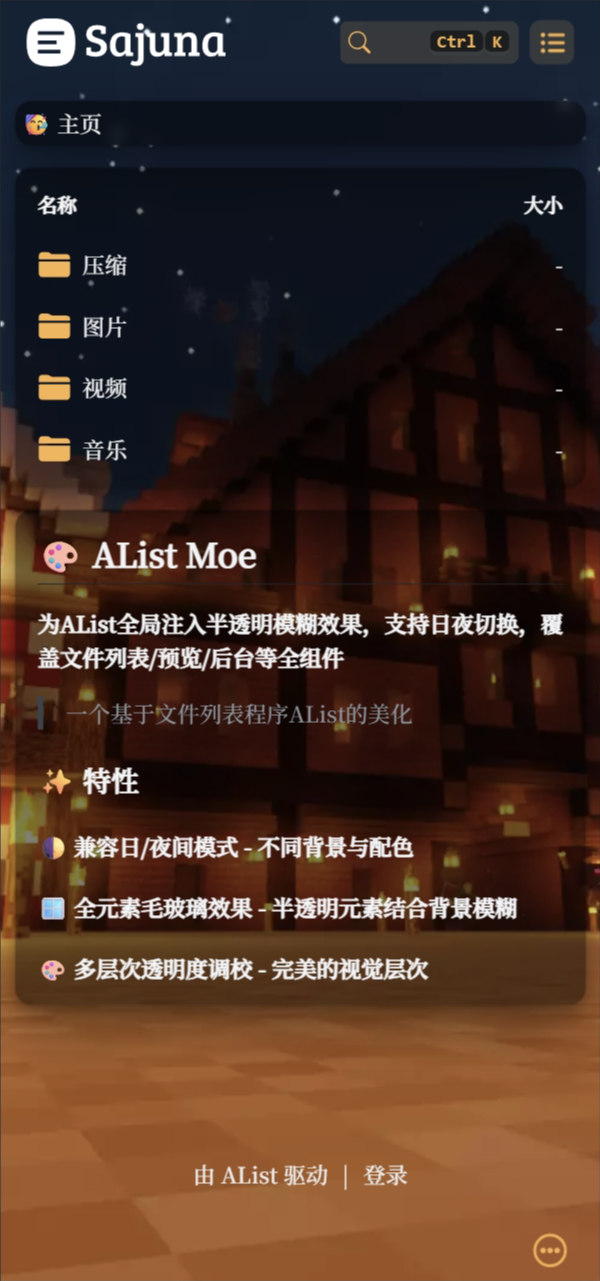 Sajuna
Ctrl K
主页
名称 大小
压缩 -
图片 -
视频 -
音乐 -
AList Moe
为AList全局注入半透明模糊效果，支持日夜切换，覆
盖文件列表/预览/后台等全组件
一个基于文件列表程序AList的美化
特性
兼容日/夜间模式 - 不同背景与配色
全元素毛玻璃效果 - 半透明元素结合背景模糊
多层次透明度调校 - 完美的视觉层次
由 AList 驱动 | 登录